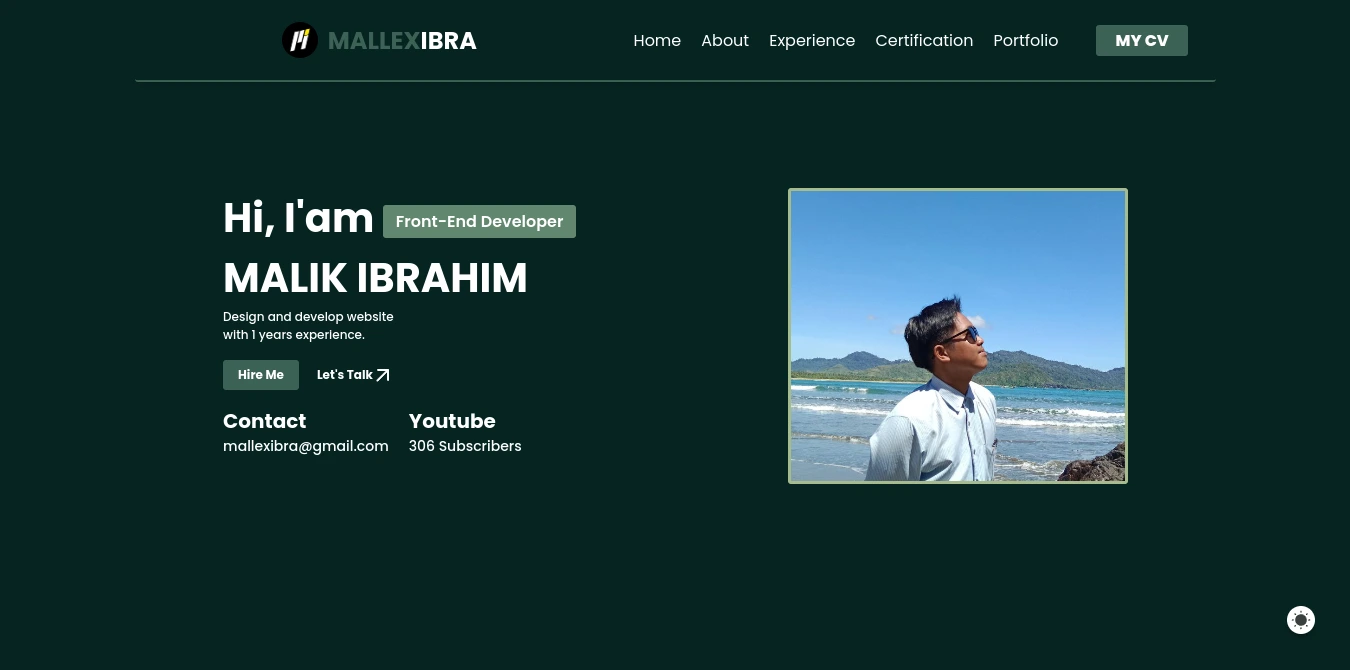 MALLEXIBRA
Home About Experience Certification Portfolio MY CV
Hi, I'am Front-End Developer
MALIK IBRAHIM
Design and develop website
with 1 years experience.
Hire Me Let's Talk
Contact Youtube
mallexibra@gmail.com 306 Subscribers